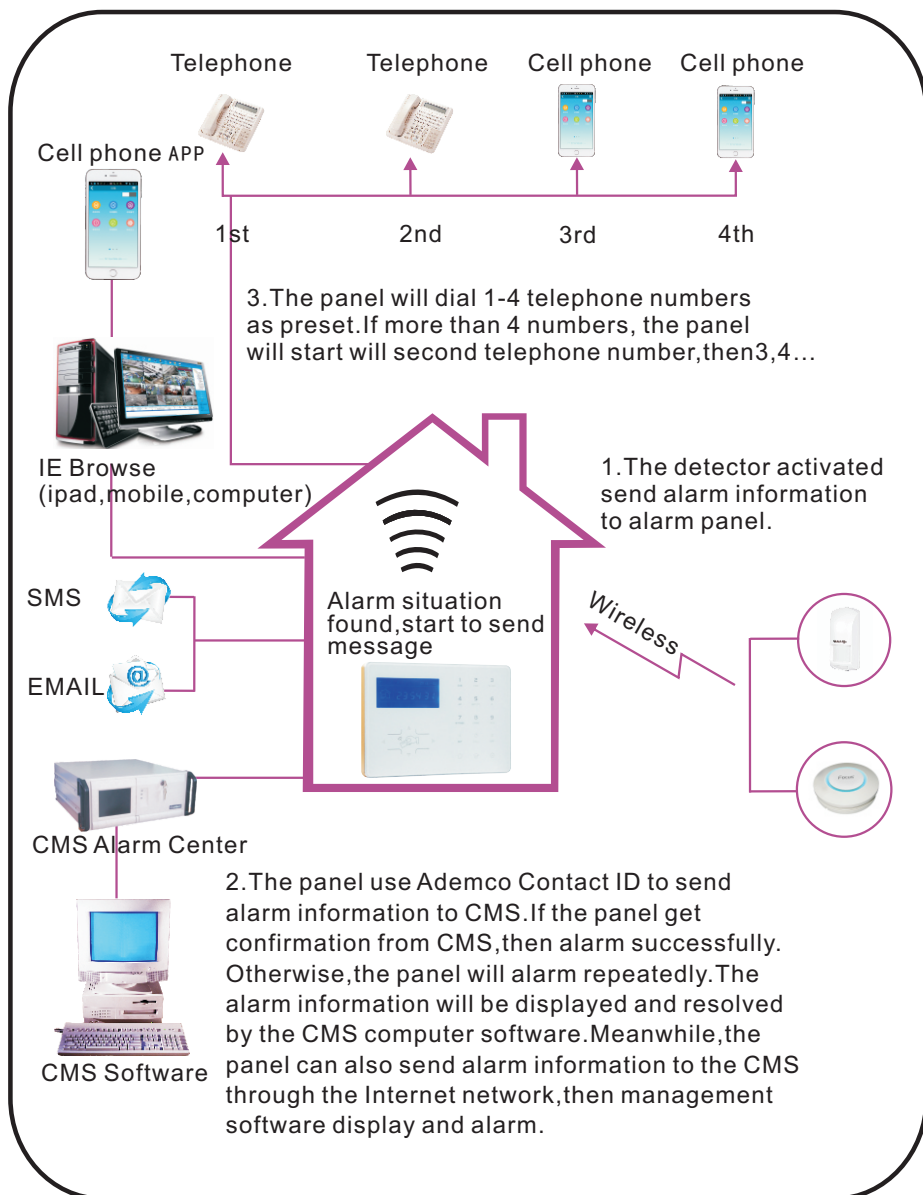 Telephone
Telephone
Cell phone
Cell phone
Cell phone APP
1st
2nd
3rd
4th
3.The panel will dial 1-4 telephone numbers
as preset.If more than 4 numbers, the panel
will start will second telephone number,then3,4...
IE Browse
(ipad,mobile,computer)
1.The detector activated
send alarm information
to alarm panel.
SMS
Alarm situation
found,start to send
message
Wireless
EMAIL
CMS Alarm Center
2.The panel use Ademco Contact ID to send
alarm information to CMS.If the panel get
confirmation from CMS,then alarm successfully.
Otherwise,the panel will alarm repeatedly.The
alarm information will be displayed and resolved
by the CMS computer software.Meanwhile,the
panel can also send alarm information to the CMS
through the Internet network,then management
software display and alarm.
CMS Software